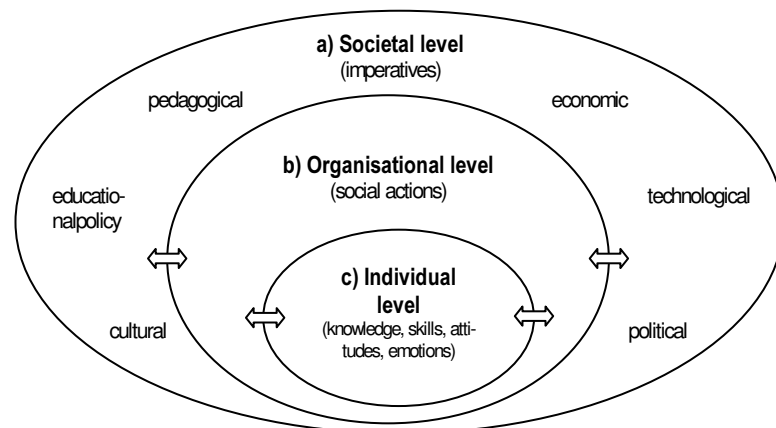 a) Societal level
(imperatives)
pedagogical
economic
b) Organisational level
(social actions)
educatio-
nalpolicy
technological
c) Individual
level
(knowledge, skills, atti-
tudes, emotions)
cultural
political